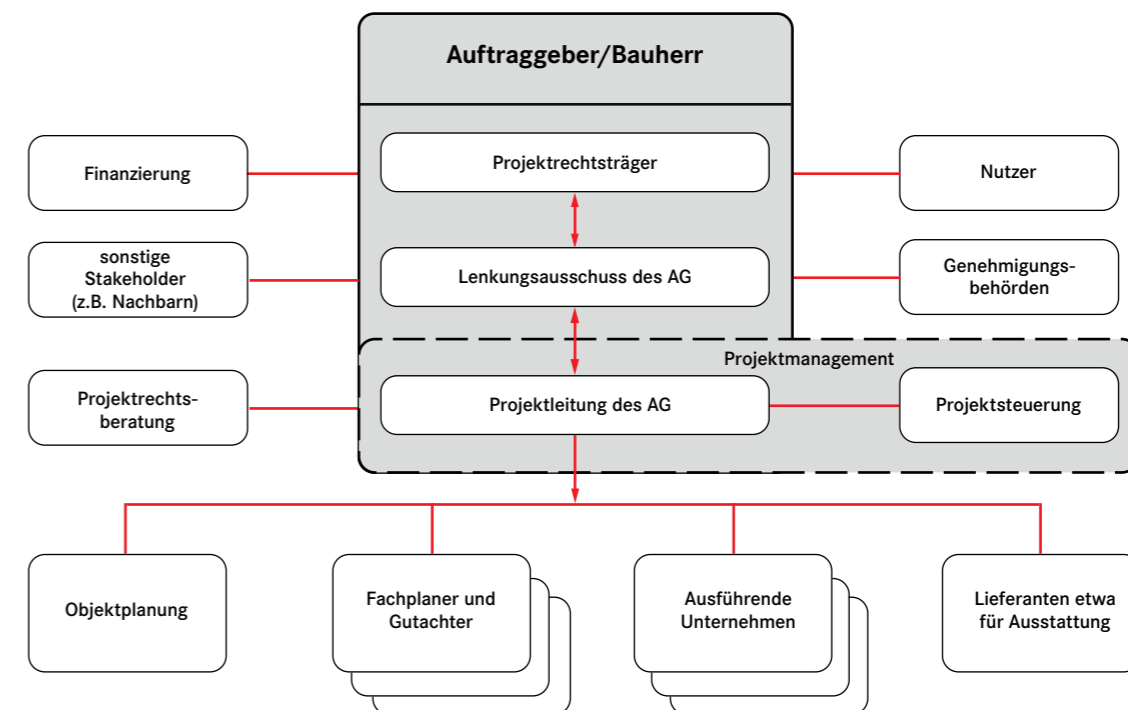 Auftraggeber/Bauherr
Finanzierung
Projektrechtsträger
Nutzer
sonstige
Stakeholder
(z.B. Nachbarn)
Lenkungsausschuss des AG
Genehmigungs-
behörden
Projektmanagement
Projektrechts-
beratung
Projektleitung des AG
Projektsteuerung
Objektplanung
Fachplaner und
Gutachter
Ausführende
Unternehmen
Lieferanten etwa
für Ausstattung